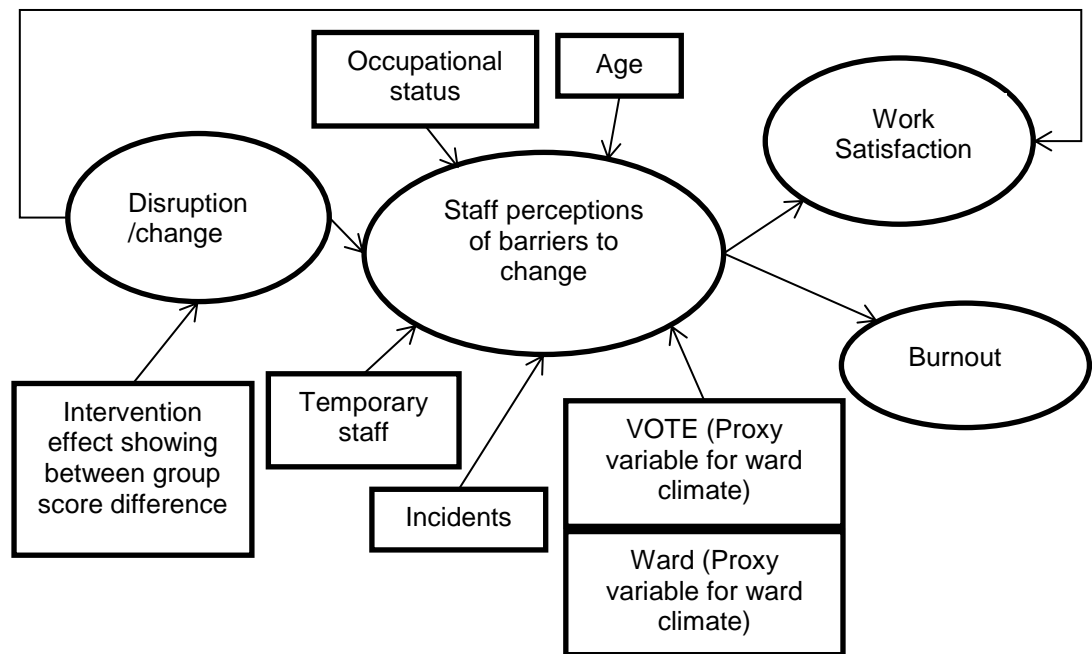 Occupational
status
Age
Work
Satisfaction
Disruption
/change
Staff perceptions
of barriers to
change
Burnout
Intervention
effect showing
between group
score difference
Temporary
staff
Incidents
VOTE (Proxy
variable for ward
climate)
Ward (Proxy
variable for ward
climate)